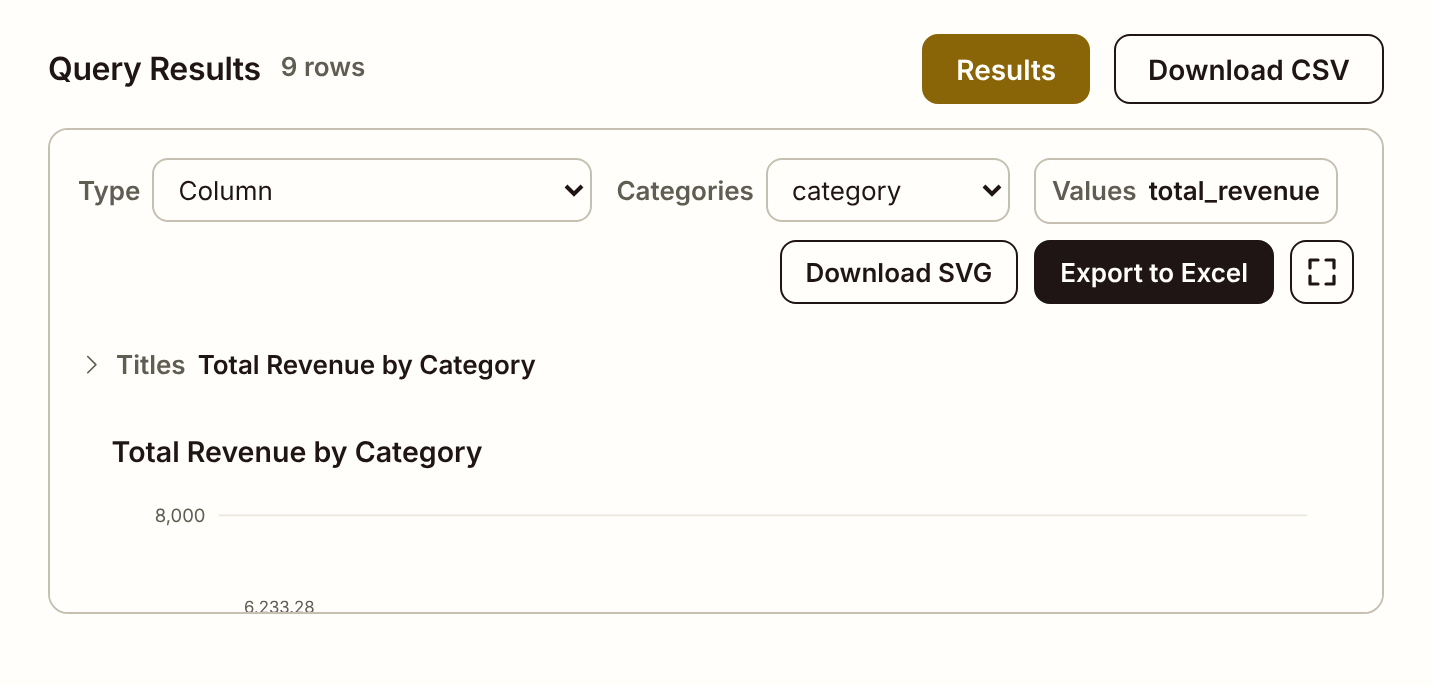 Query Results 9 rows Results Download CSV
Type Column Categories category Values total_revenue
Download SVG Export to Excel
Titles Total Revenue by Category
Total Revenue by Category
8,000
6,233.28